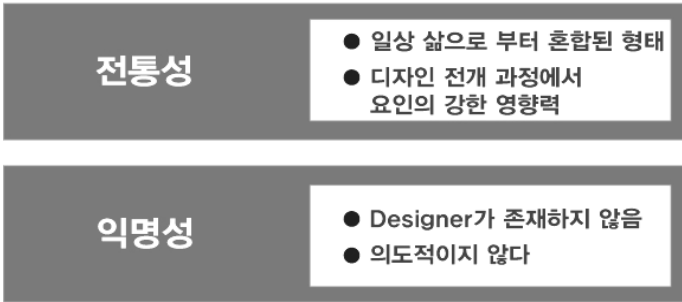 전통성
● 일상 삶으로 부터 혼합된 형태
● 디자인 전개 과정에서
요인의 강한 영향력
익명성
● Designer가 존재하지 않음
● 의도적이지 않다